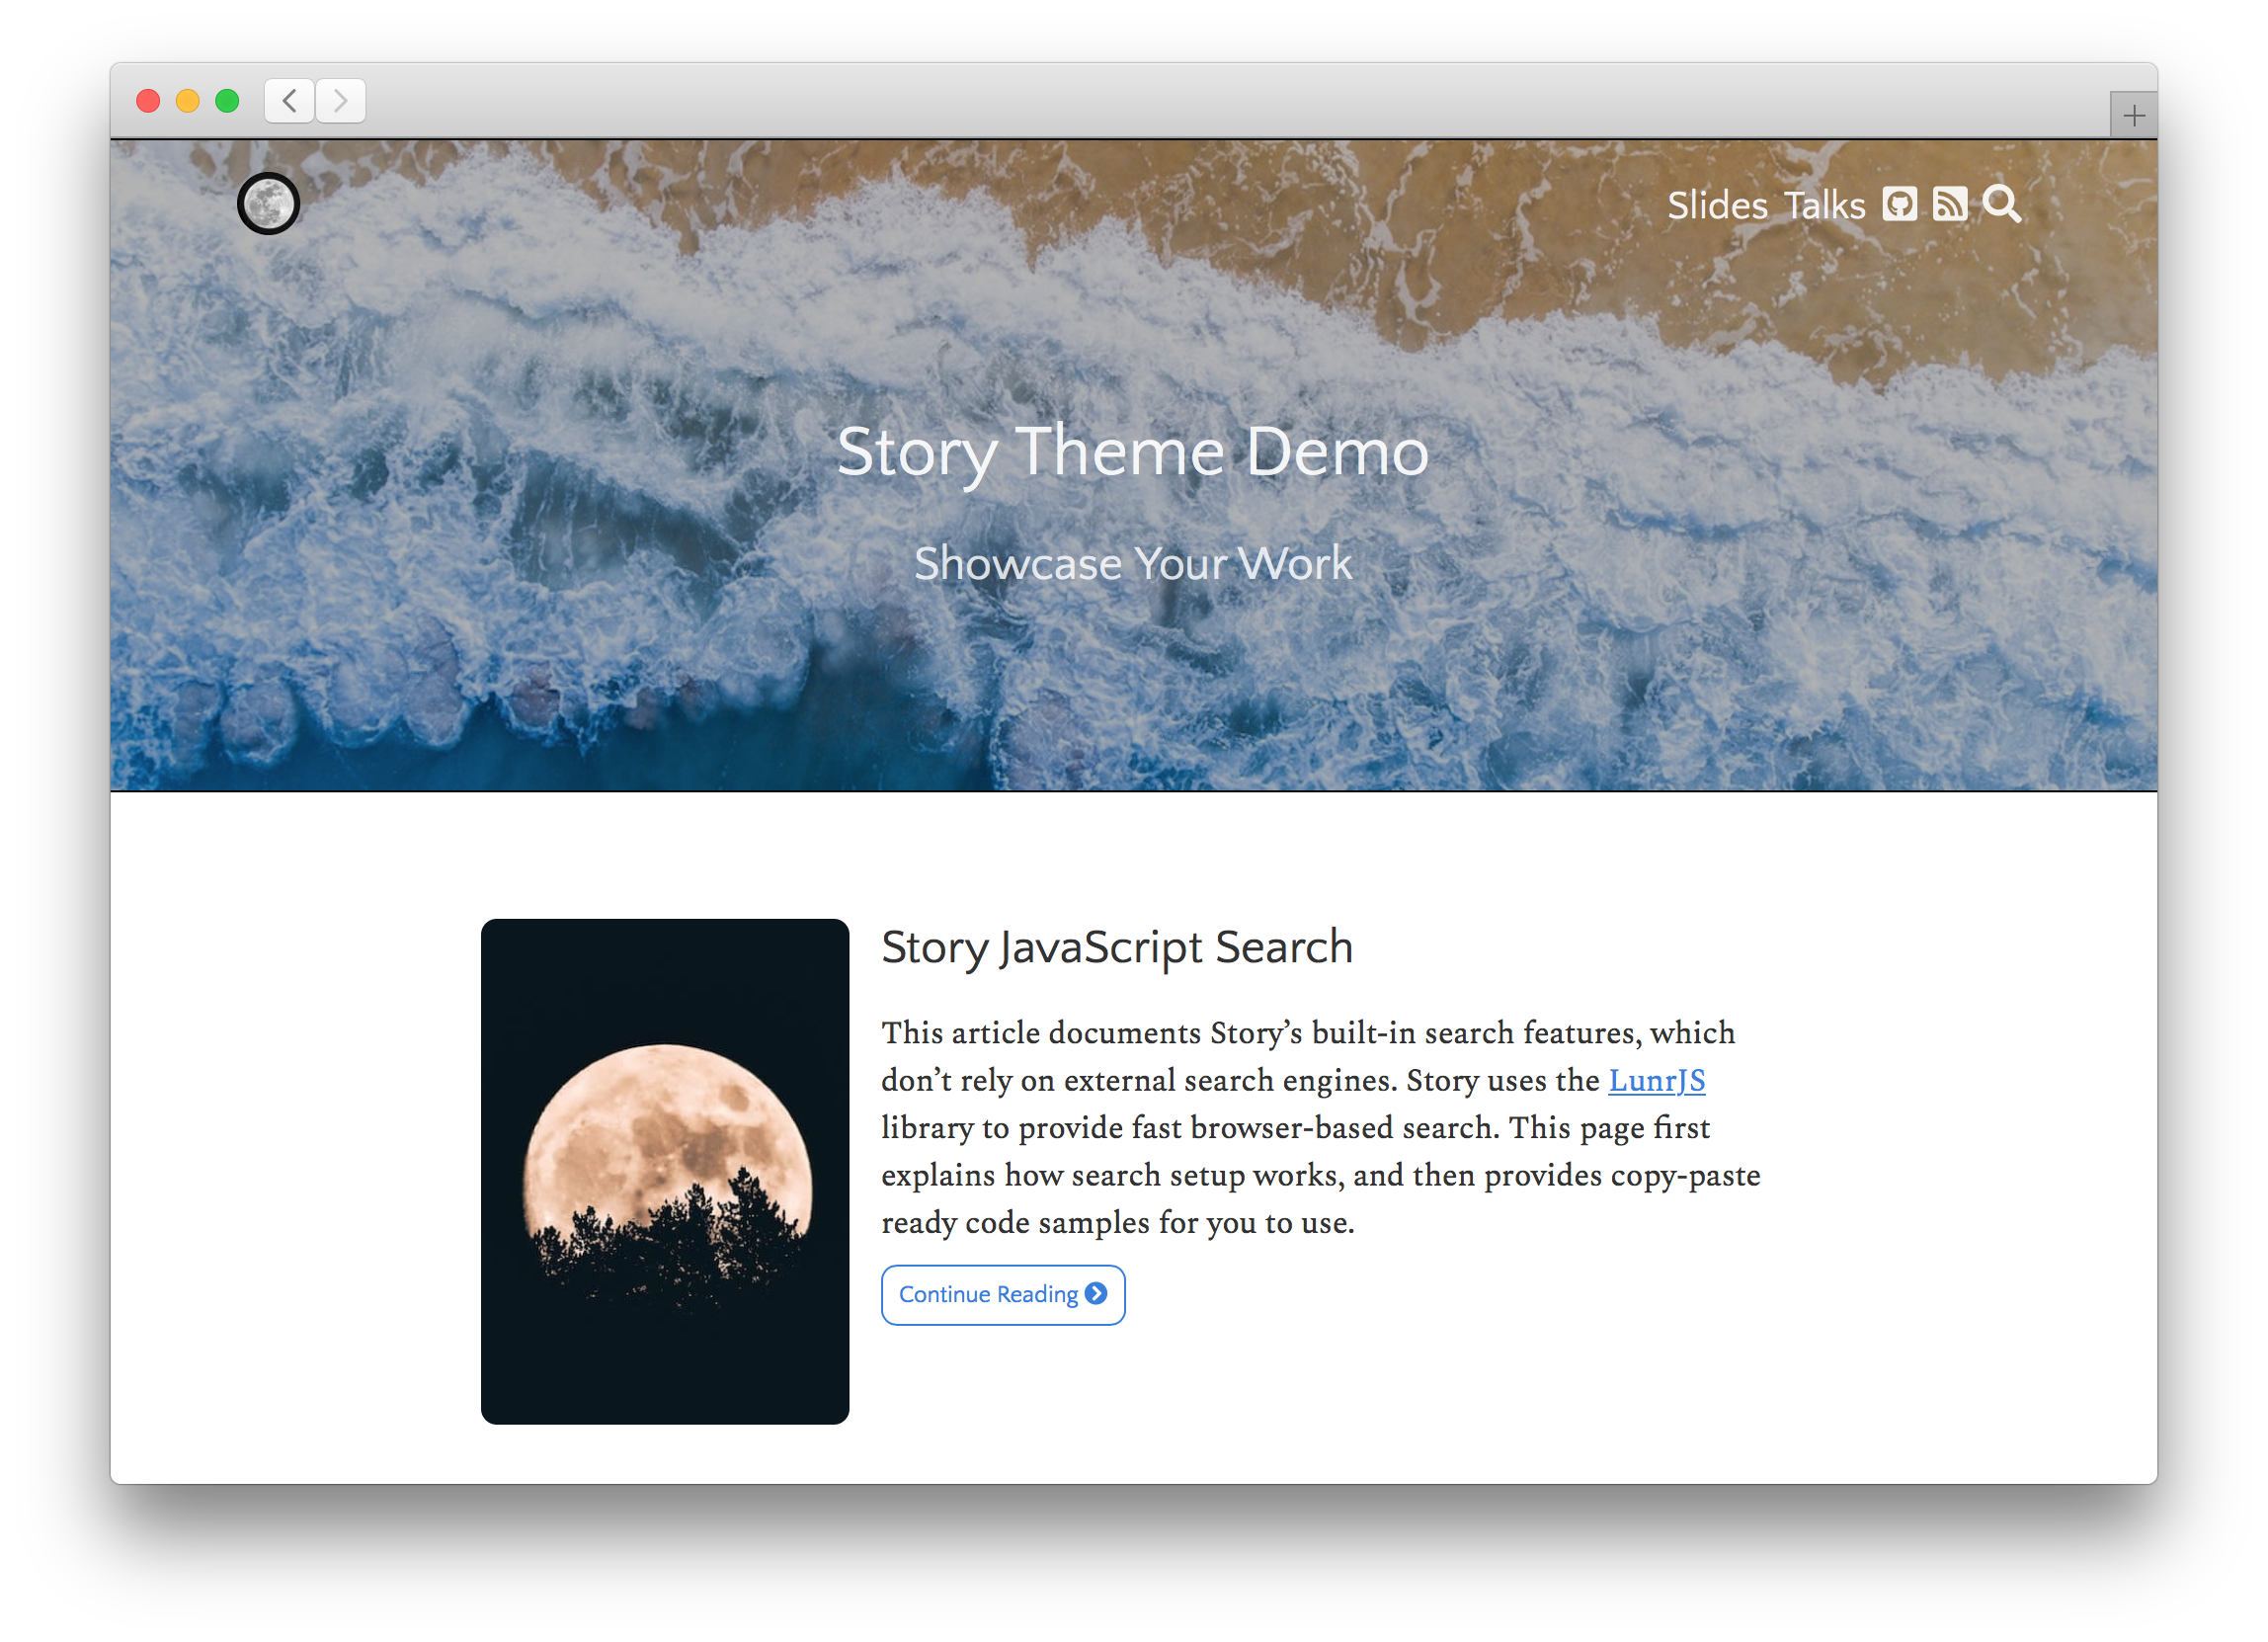 Slides Talks
Story Theme Demo
Showcase Your Work
Story JavaScript Search
This article documents Story’s built-in search features, which
don’t rely on external search engines. Story uses the LunrJS
library to provide fast browser-based search. This page first
explains how search setup works, and then provides copy-paste
ready code samples for you to use.
Continue Reading